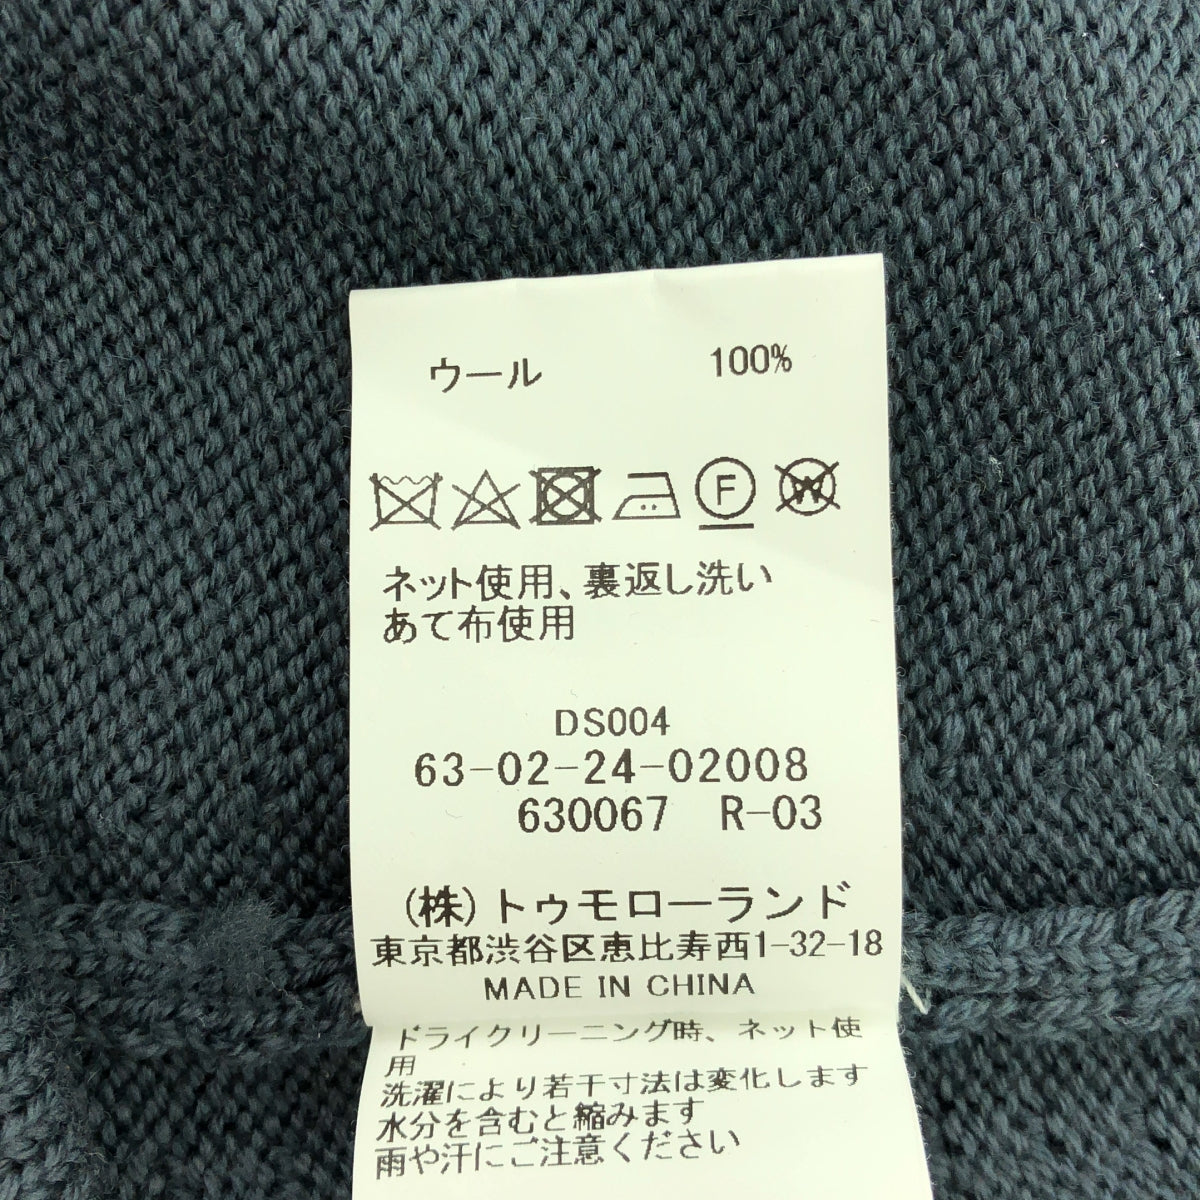 ウール 100%
F W
ネット使用、裏返し洗い
あて布使用
DS004
63-02-24-02008
630067 R-03
(株)トゥモローランド
東京都渋谷区恵比寿西1-32-18
MADE IN CHINA
ドライクリーニング時、ネット使
用
洗濯により若干寸法は変化します
水分を含むと縮みます
雨や汗にご注意ください